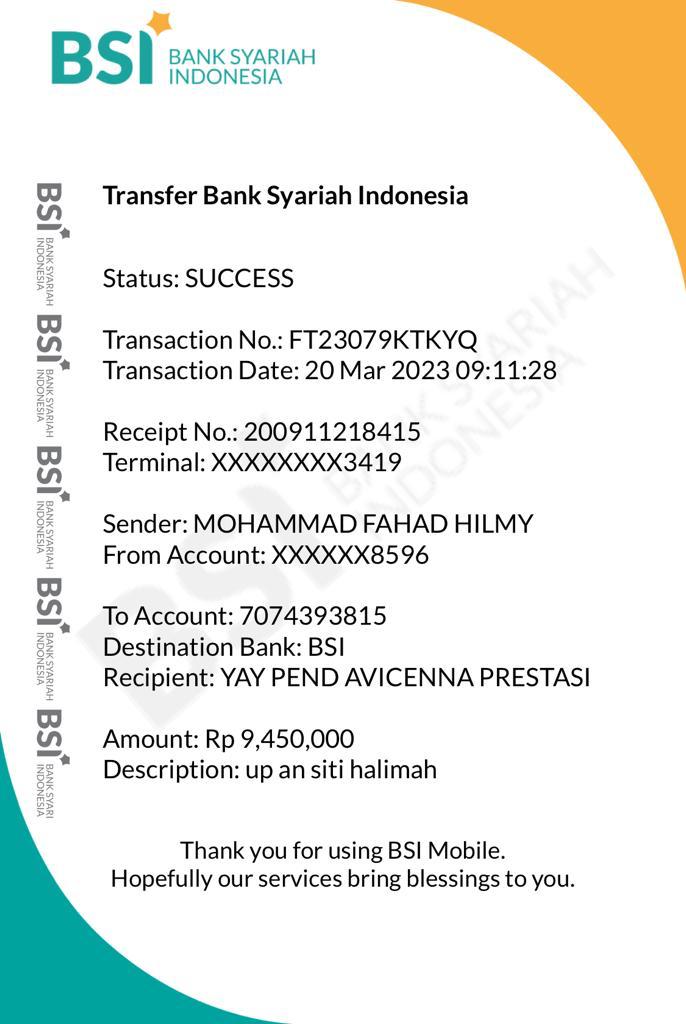 BSI BANK SYARIAH
INDONESIA
Transfer Bank Syariah Indonesia
Status: SUCCESS
Transaction No.: FT23079KTKYQ
Transaction Date: 20 Mar 2023 09:11:28
Receipt No.: 200911218415
Terminal: XXXXXXXX3419
Sender: MOHAMMAD FAHAD HILMY
From Account: XXXXXX8596
To Account: 7074393815
Destination Bank: BSI
Recipient: YAY PEND AVICENNA PRESTASI
Amount: Rp 9,450,000
Description: up an siti halimah
Thank you for using BSI Mobile.
Hopefully our services bring blessings to you.
BSI BANK SYARIAH
INDONESIA
BSI BANK SYARIAH
INDONESIA
BSI BANK SYARIAH
INDONESIA
BSI BANK SYARIAH
INDONESIA
BSI BANK SYARI
INDONESIA
BSI BANK SYARIAH
INDONESIA